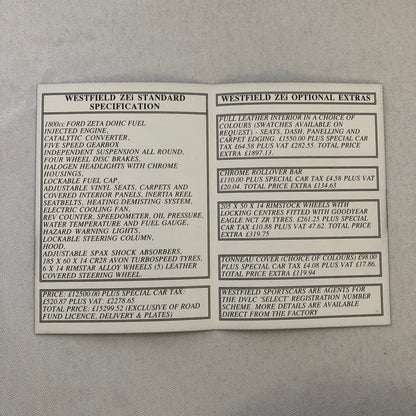 WESTFIELD ZEi STANDARD
SPECIFICATION
1800cc FORD ZETA DOHC FUEL
INJECTED ENGINE,
CATALYTIC CONVERTER,
FIVE SPEED GEARBOX
INDEPENDENT SUSPENSION ALL ROUND,
FOUR WHEEL DISC BRAKES,
HALOGEN HEADLIGHTS WITH CHROME
HOUSINGS,
LOCKABLE FUEL CAP,
ADJUSTABLE VINYL SEATS, CARPETS AND
COVERED INTERIOR PANELS, INERTIA REEL
SEATBELTS, HEATING DEMISTING SYSTEM,
ELECTRIC COOLING FAN.
REV COUNTER, SPEEDOMETER, OIL PRESSURE,
WATER TEMPERATURE AND FUEL GAUGE,
HAZARD WARNING LIGHTS,
LOCKABLE STEERING COLUMN,
HOOD,
ADJUSTABLE SPAX SHOCK ABSORBERS,
185 X 60 X 14 CR28 AVON TURBOSPEED TYRES,
6 X 14 RIMSTAR ALLOY WHEELS (5) LEATHER
COVERED STEERING WHEEL.
PRICE: £12500.00 PLUS SPECIAL CAR TAX:
£520.87 PLUS VAT: £2278.65
TOTAL PRICE: £15299.52 (EXCLUSIVE OF ROAD
FUND LICENCE, DELIVERY & PLATES)
WESTFIELD ZEi OPTIONAL EXTRAS
FULL LEATHER INTERIOR IN A CHOICE OF
COLOURS (SWATCHES AVAILABLE ON
REQUEST) - SEATS, DASH, PANELLING AND
CARPET EDGING. £1550.00 PLUS SPECIAL CAR
TAX £64.58 PLUS VAT £282.55. TOTAL PRICE
EXTRA £1897.13.
CHROME ROLLOVER BAR
£110.00 PLUS SPECIAL CAR TAX £4.58 PLUS VAT
£20.04. TOTAL PRICE EXTRA £134.63
205 X 50 X 14 RIMSTOCK WHEELS WITH
LOCKING CENTRES FITTED WITH GOODYEAR
EAGLE NCT ZR TYRES. £261.25 PLUS SPECIAL
CAR TAX £10.88 PLUS VAT £47.62. TOTAL PRICE
EXTRA £319.75
TONNEAU COVER (CHOICE OF COLOURS) £98.00
PLUS SPECIAL CAR TAX £4.08 PLUS VAT £17.86.
TOTAL PRICE EXTRA £119.94
WESTFIELD SPORTSCARS ARE AGENTS FOR
THE DVLC 'SELECT' REGISTRATION NUMBER
SCHEME. MORE DETAILS ARE AVAILABLE
DIRECT FROM THE FACTORY